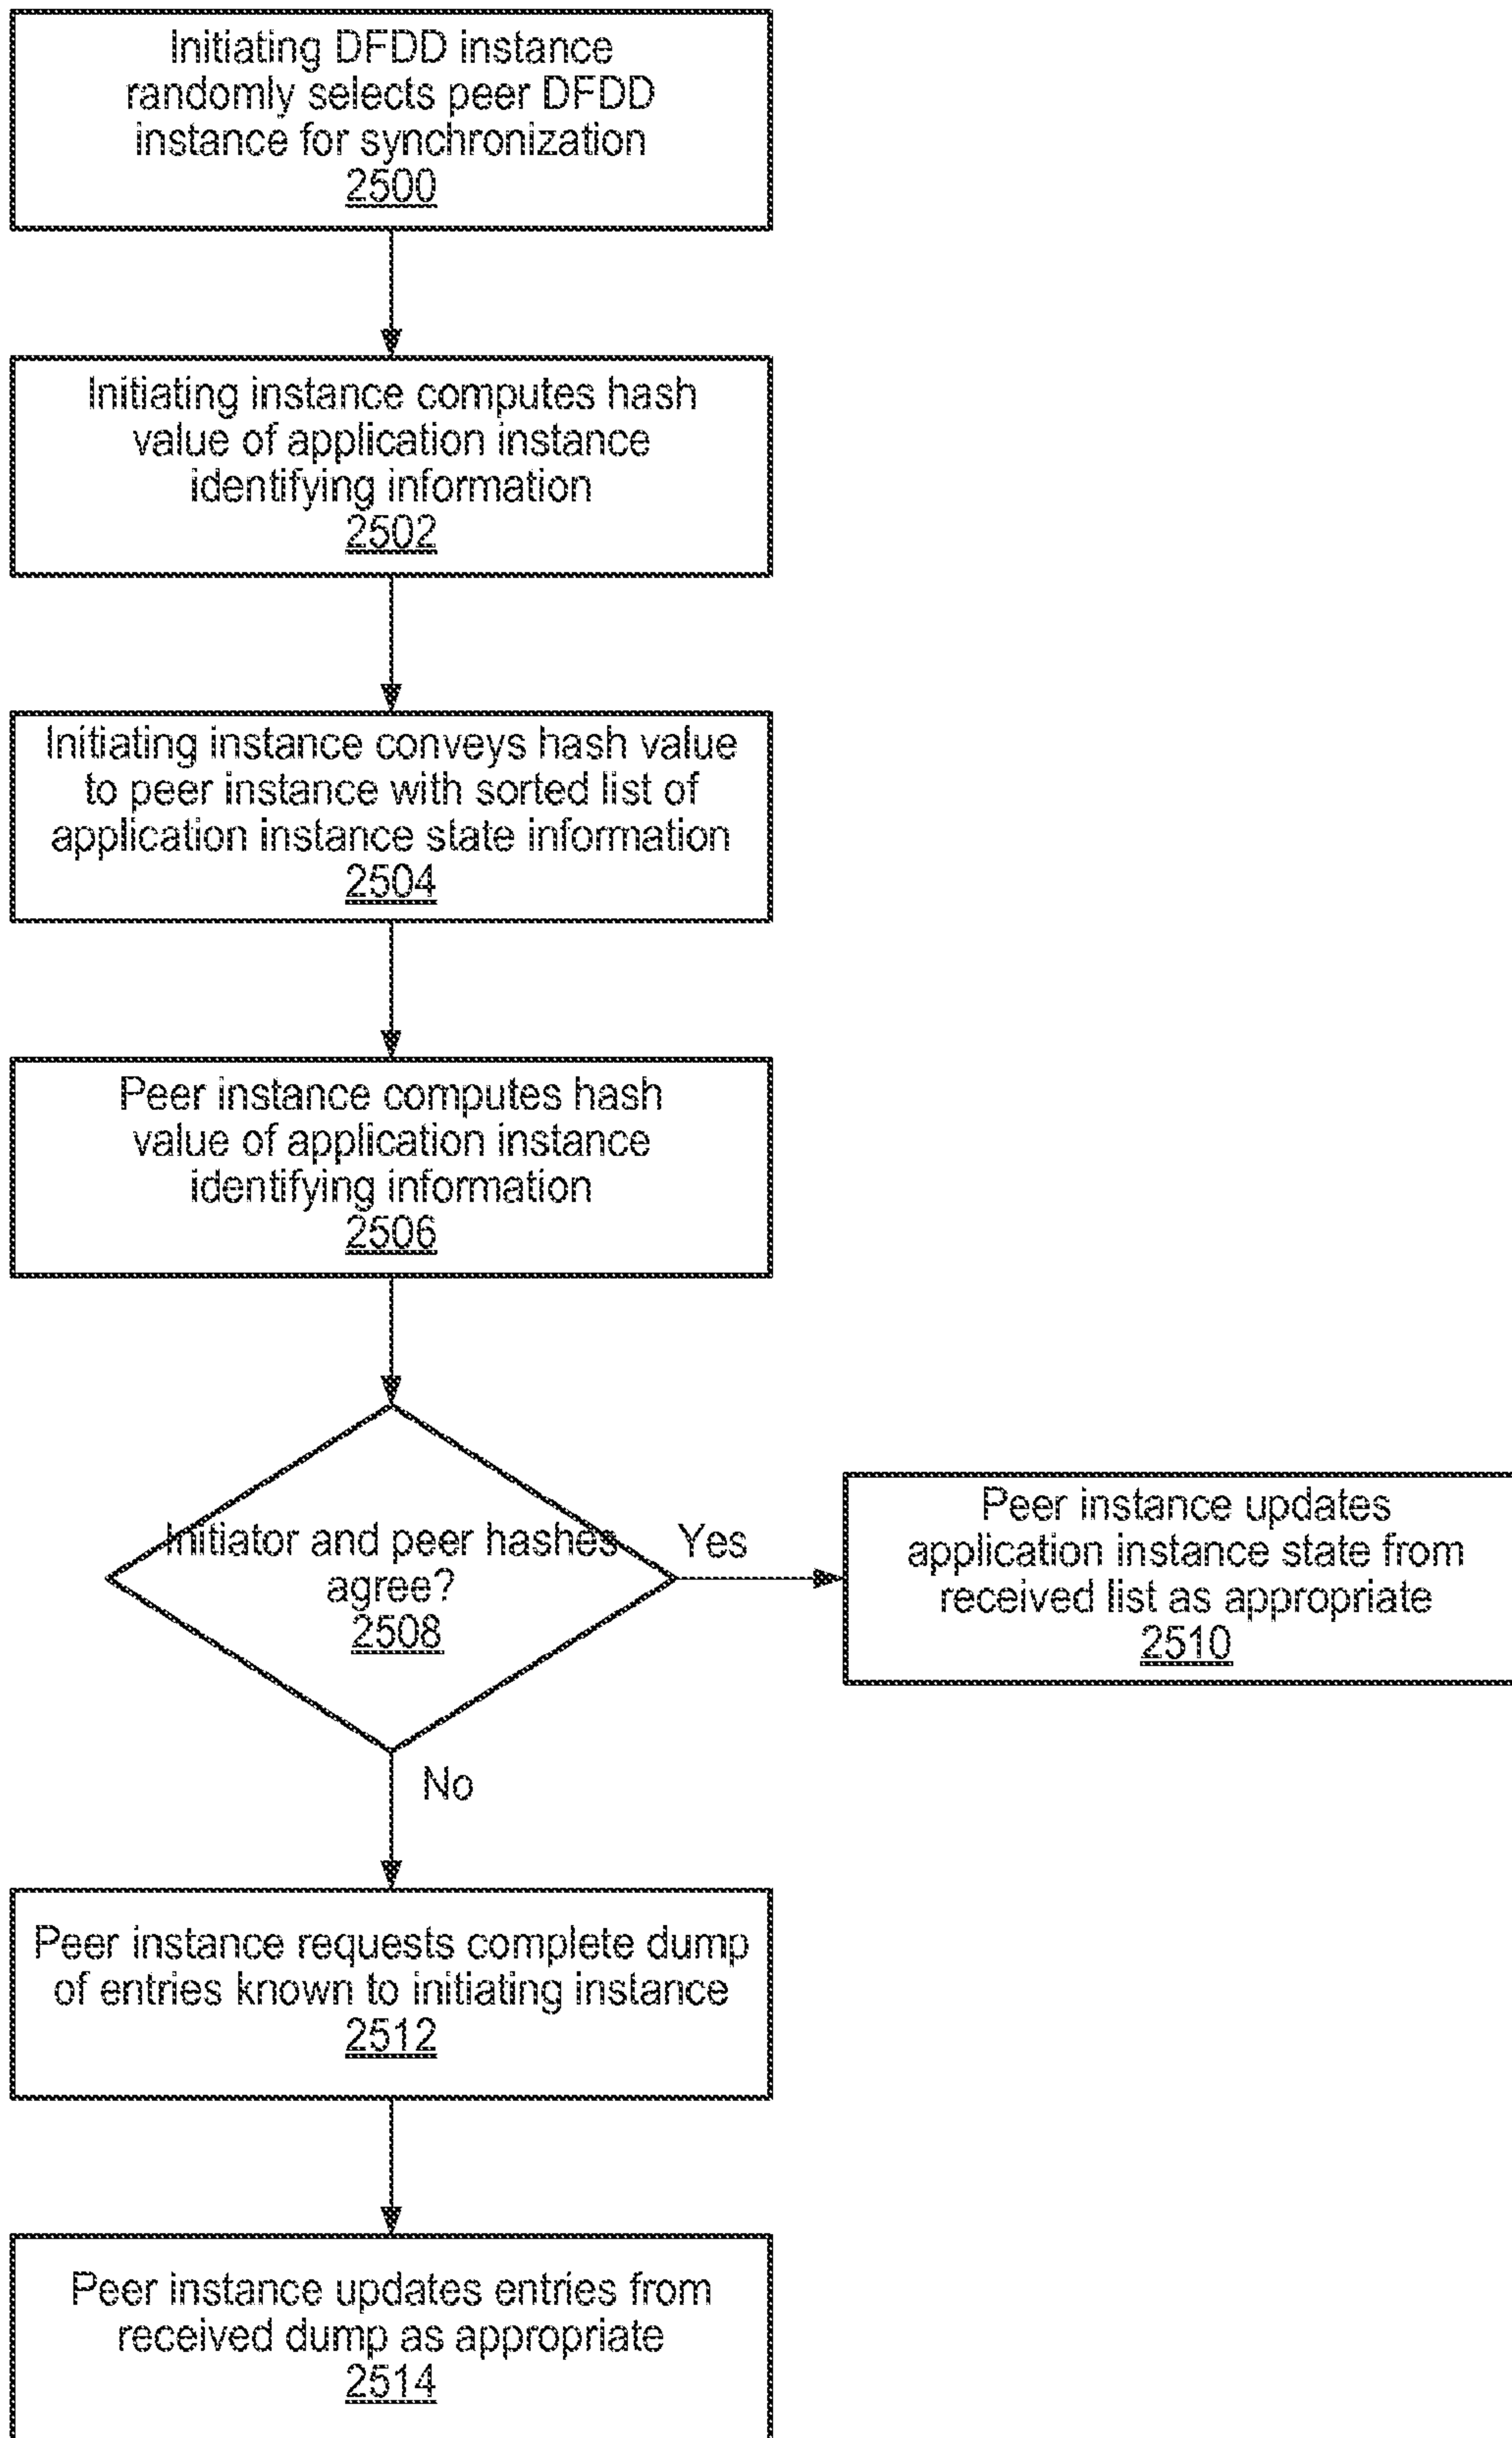 Initiating DFDD instance
randomly selects peer DFDD
instance for synchronization
2500
Initiating instance computes hash
value of application instance
identifying information
2502
Initiating instance conveys hash value
to peer instance with sorted list of
application instance state information
2504
Peer instance computes hash
value of application instance
identifying information
2506
Initiator and peer hashes
agree?
2508
Yes
Peer instance updates
application instance state from
received list as appropriate
2510
No
Peer instance requests complete dump
of entries known to initiating instance
2512
Peer instance updates entries from
received dump as appropriate
2514